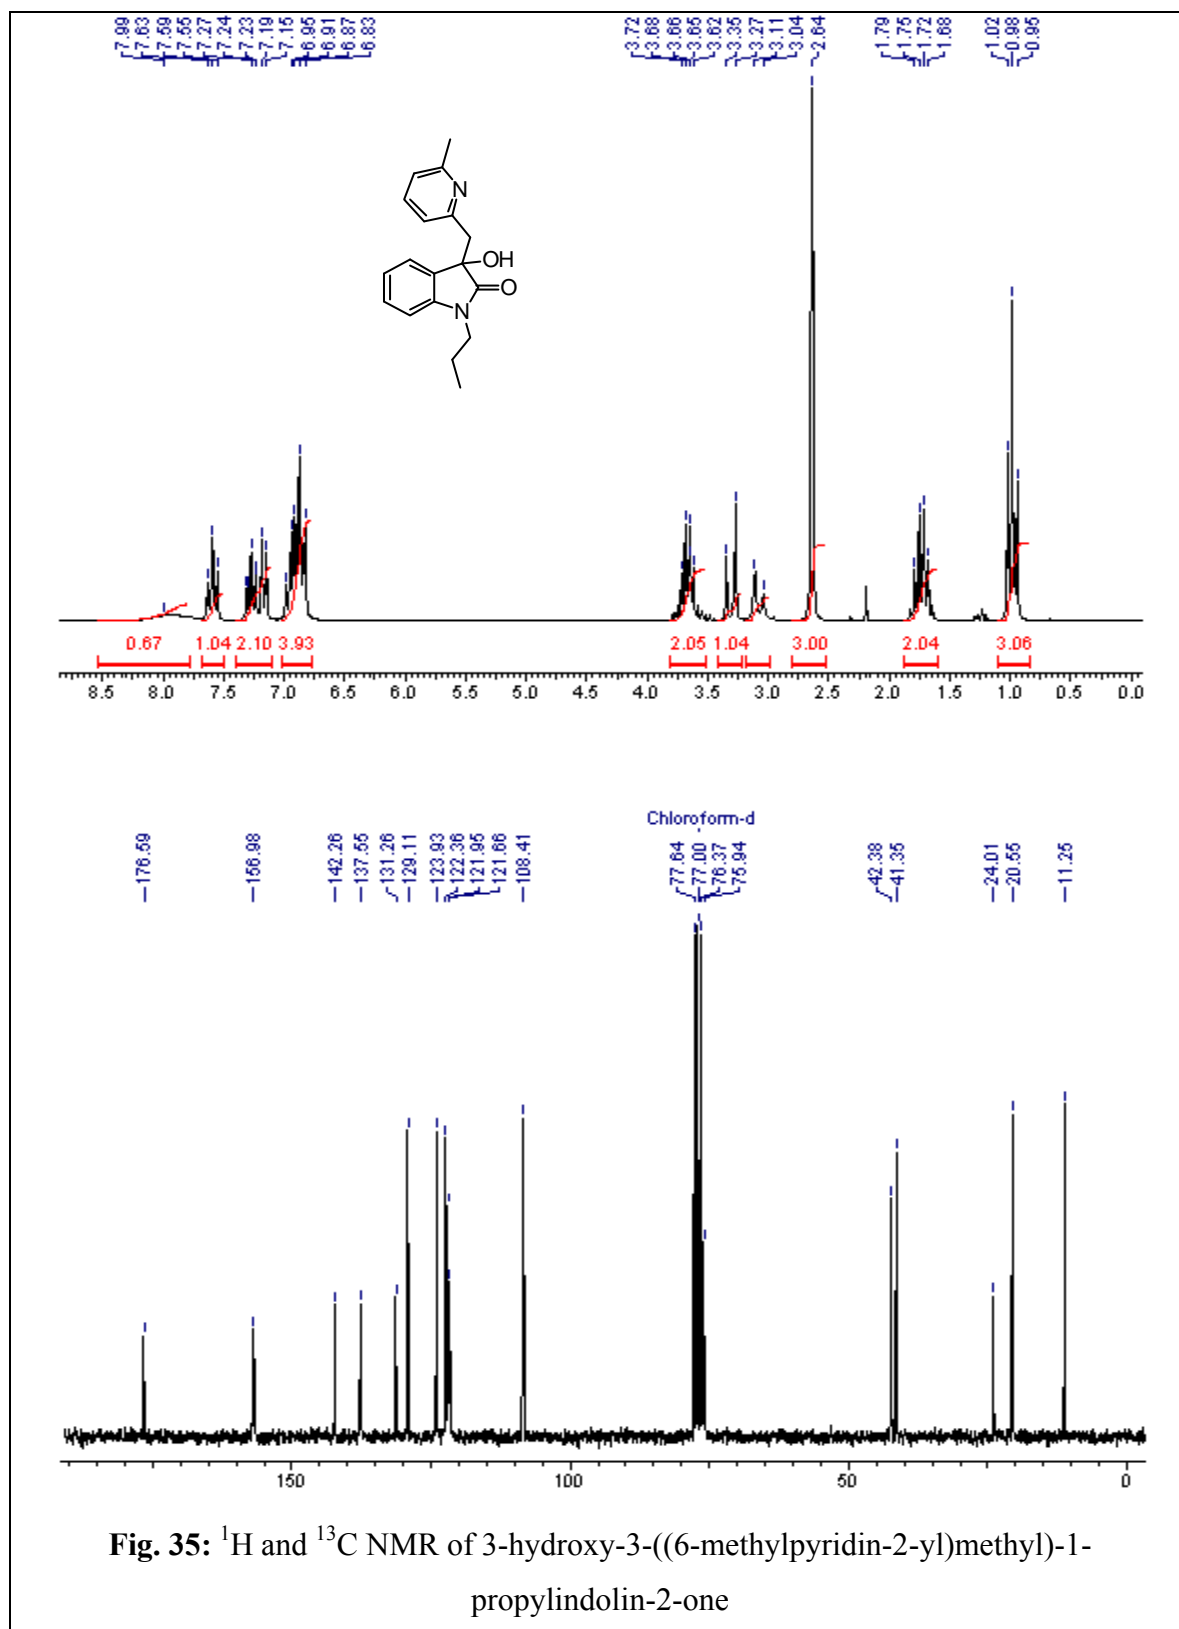 7.99 7.63 7.59 7.55 7.27 7.24 7.23 7.19 7.15 6.95 6.91 6.87 6.83 3.72 3.68 3.66 3.65 3.62 3.35 3.27 3.11 3.04 2.64 1.79 1.75 1.72 1.68 1.02 0.98 0.95
N
OH
O
N
0.67 1.04 2.10 3.93 2.05 1.04 3.00 2.04 3.06
8.5 8.0 7.5 7.0 6.5 6.0 5.5 5.0 4.5 4.0 3.5 3.0 2.5 2.0 1.5 1.0 0.5 0.0
Chloroform-d
176.59 156.98 142.26 137.55 131.26 129.11 123.93 122.36 121.95 121.66 108.41 77.64 77.00 76.37 75.94 42.38 41.35 24.01 20.55 11.25
150 100 50 0
Fig. 35: ¹H and ¹³C NMR of 3-hydroxy-3-((6-methylpyridin-2-yl)methyl)-1-
propylindolin-2-one